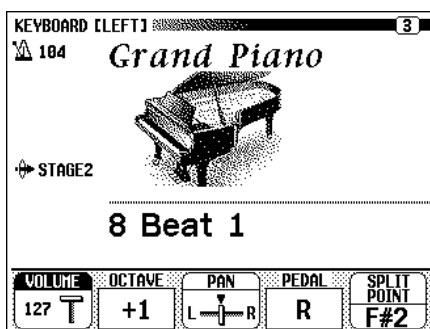 KEYBOARD [LEFT] 3
104
Grand Piano
STAGE2
8 Beat 1
VOLUME OCTAVE PAN PEDAL SPLIT POINT
127 +1 L R R F#2